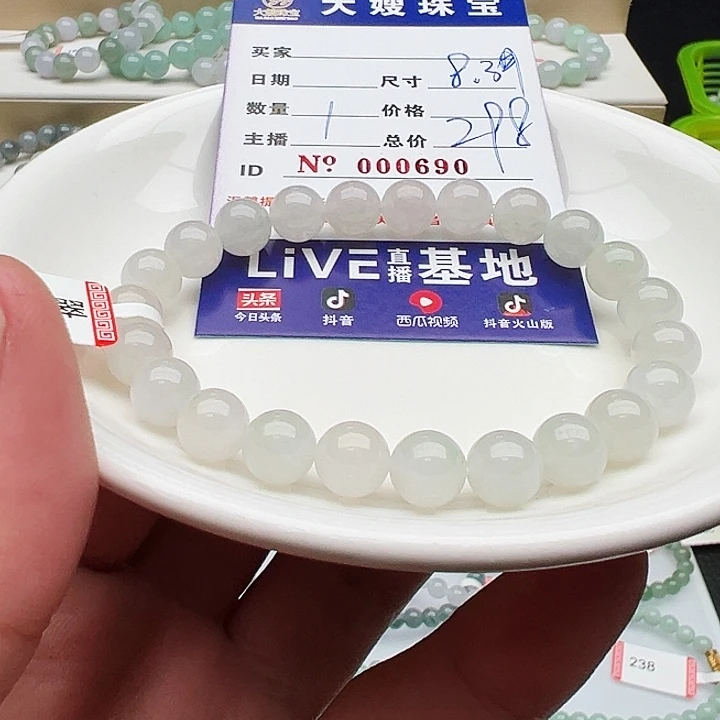 大嫂珠宝
买家
日期 尺寸 8.3
数量 1 价格
主播 总价 298
ID Nº 000690
LiVE直播基地
头条
今日头条 抖音 西瓜视频 抖音火山版
238